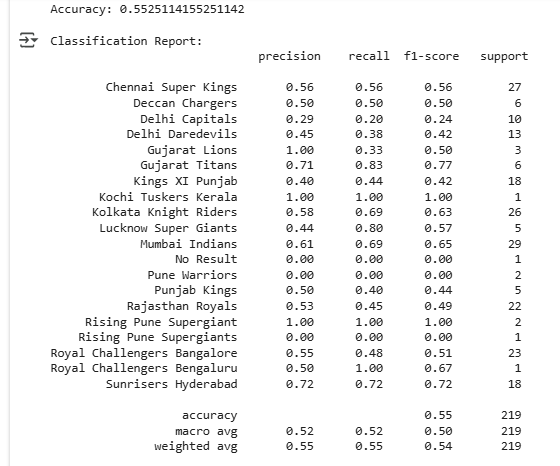 Accuracy: 0.5525114155251142
Classification Report:
precision recall f1-score support
Chennai Super Kings 0.56 0.56 0.56 27
Deccan Chargers 0.50 0.50 0.50 6
Delhi Capitals 0.29 0.20 0.24 10
Delhi Daredevils 0.45 0.38 0.42 13
Gujarat Lions 1.00 0.33 0.50 3
Gujarat Titans 0.71 0.83 0.77 6
Kings XI Punjab 0.40 0.44 0.42 18
Kochi Tuskers Kerala 1.00 1.00 1.00 1
Kolkata Knight Riders 0.58 0.69 0.63 26
Lucknow Super Giants 0.44 0.80 0.57 5
Mumbai Indians 0.61 0.69 0.65 29
No Result 0.00 0.00 0.00 1
Pune Warriors 0.00 0.00 0.00 2
Punjab Kings 0.50 0.40 0.44 5
Rajasthan Royals 0.53 0.45 0.49 22
Rising Pune Supergiant 1.00 1.00 1.00 2
Rising Pune Supergiants 0.00 0.00 0.00 1
Royal Challengers Bangalore 0.55 0.48 0.51 23
Royal Challengers Bengaluru 0.50 1.00 0.67 1
Sunrisers Hyderabad 0.72 0.72 0.72 18
accuracy 0.55 219
macro avg 0.52 0.52 0.50 219
weighted avg 0.55 0.55 0.54 219